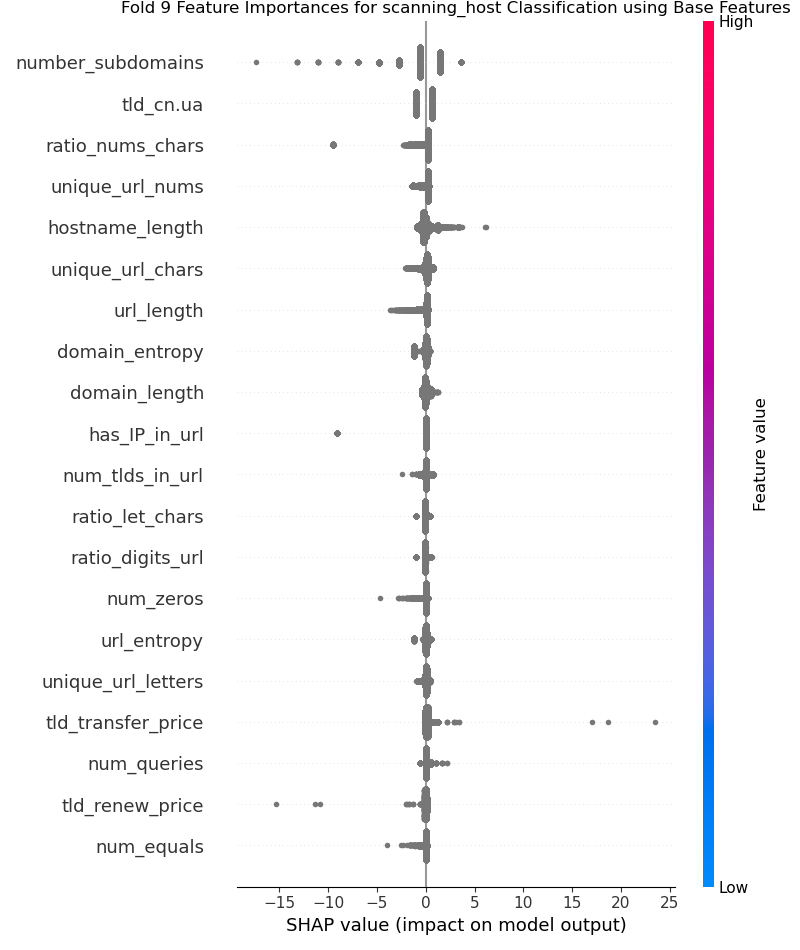 Fold 9 Feature Importances for scanning_host Classification using Base Features
High
number_subdomains
tld_cn.ua
ratio_nums_chars
unique_url_nums
hostname_length
unique_url_chars
url_length
domain_entropy
domain_length
has_IP_in_url
num_tlds_in_url
ratio_let_chars
ratio_digits_url
num_zeros
url_entropy
unique_url_letters
tld_transfer_price
num_queries
tld_renew_price
num_equals
Feature value
Low
−15 −10 −5 0 5 10 15 20 25
SHAP value (impact on model output)